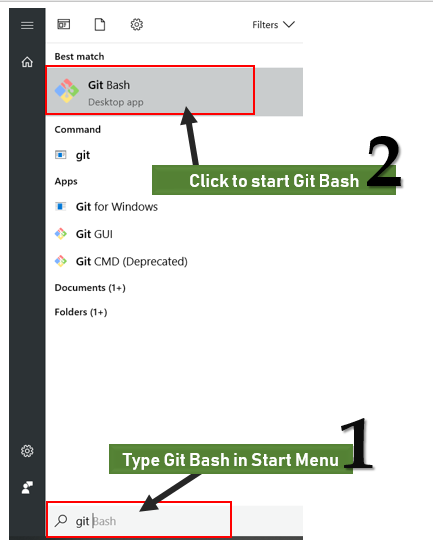 Filters
Best match
Git Bash
Desktop app
Command
git
2
Click to start Git Bash
Apps
Git for Windows
Git GUI
Git CMD (Deprecated)
Documents (1+)
Folders (1+)
1
Type Git Bash in Start Menu
git Bash